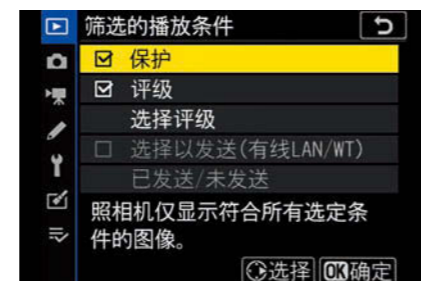 筛选的播放条件
保护
评级
选择评级
选择以发送(有线LAN/WT)
已发送/未发送
照相机仅显示符合所有选定条
件的图像。
选择 OK确定